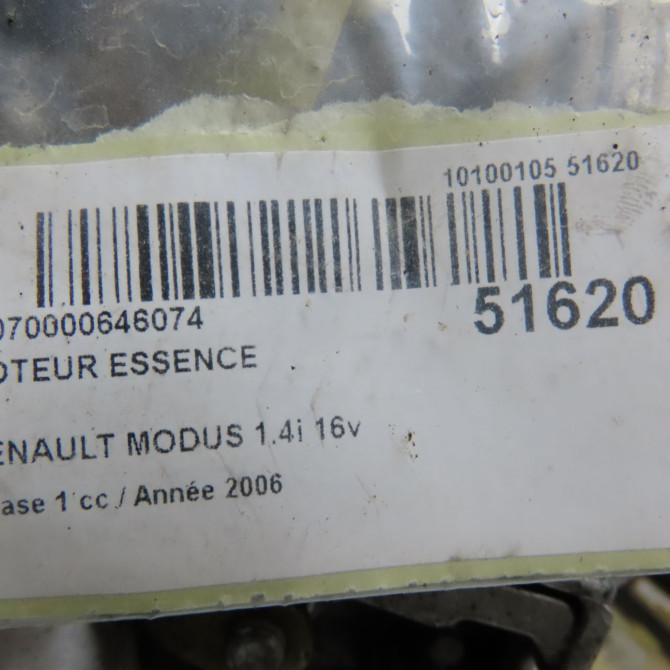 10100105 51620
070000646074
51620
OTEUR ESSENCE
ENAULT MODUS 1.4i 16v
ase 1 cc / Année 2006